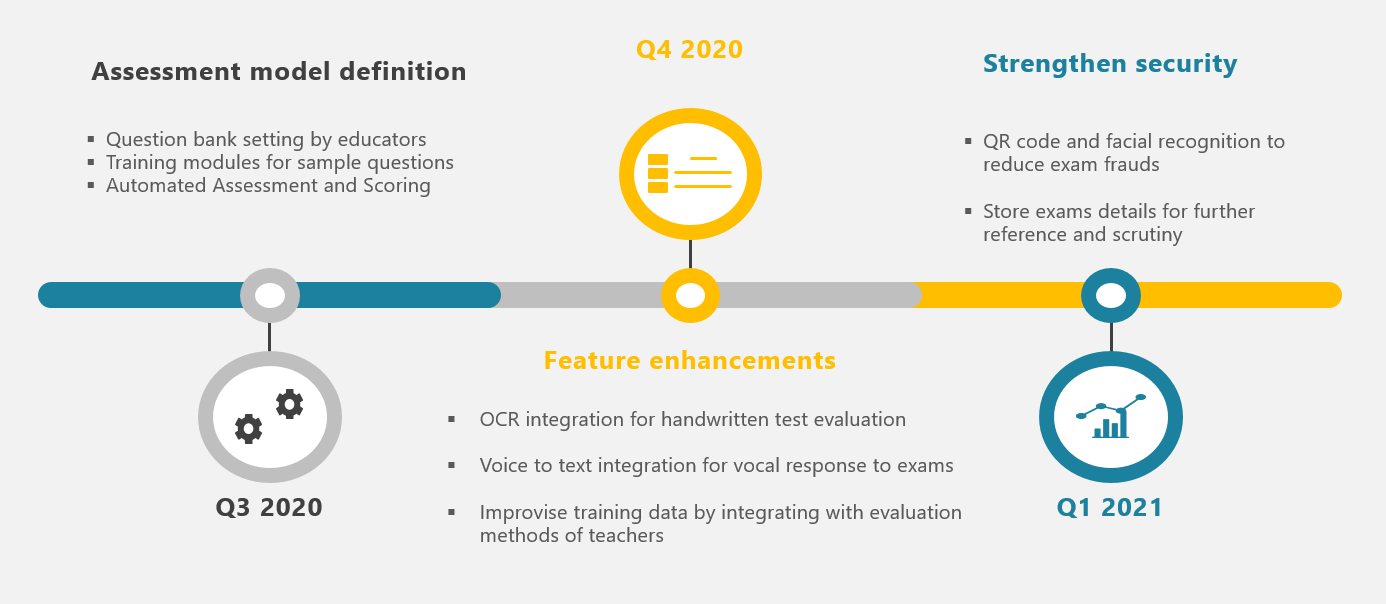 Assessment model definition
▪ Question bank setting by educators
▪ Training modules for sample questions
▪ Automated Assessment and Scoring
Q3 2020
Q4 2020
Feature enhancements
▪ OCR integration for handwritten test evaluation
▪ Voice to text integration for vocal response to exams
▪ Improvise training data by integrating with evaluation
methods of teachers
Strengthen security
▪ QR code and facial recognition to
reduce exam frauds
▪ Store exams details for further
reference and scrutiny
Q1 2021